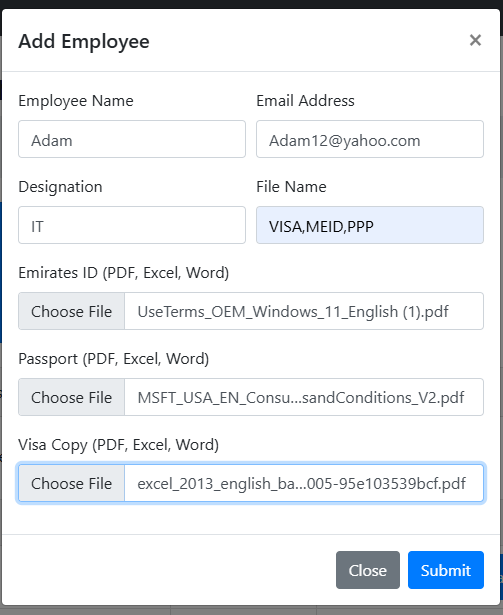 Add Employee ×
Employee Name Email Address
Adam Adam12@yahoo.com
Designation File Name
IT VISA,MEID,PPP
Emirates ID (PDF, Excel, Word)
Choose File UseTerms_OEM_Windows_11_English (1).pdf
Passport (PDF, Excel, Word)
Choose File MSFT_USA_EN_Consu...sandConditions_V2.pdf
Visa Copy (PDF, Excel, Word)
Choose File excel_2013_english_ba...005-95e103539bcf.pdf
Close Submit